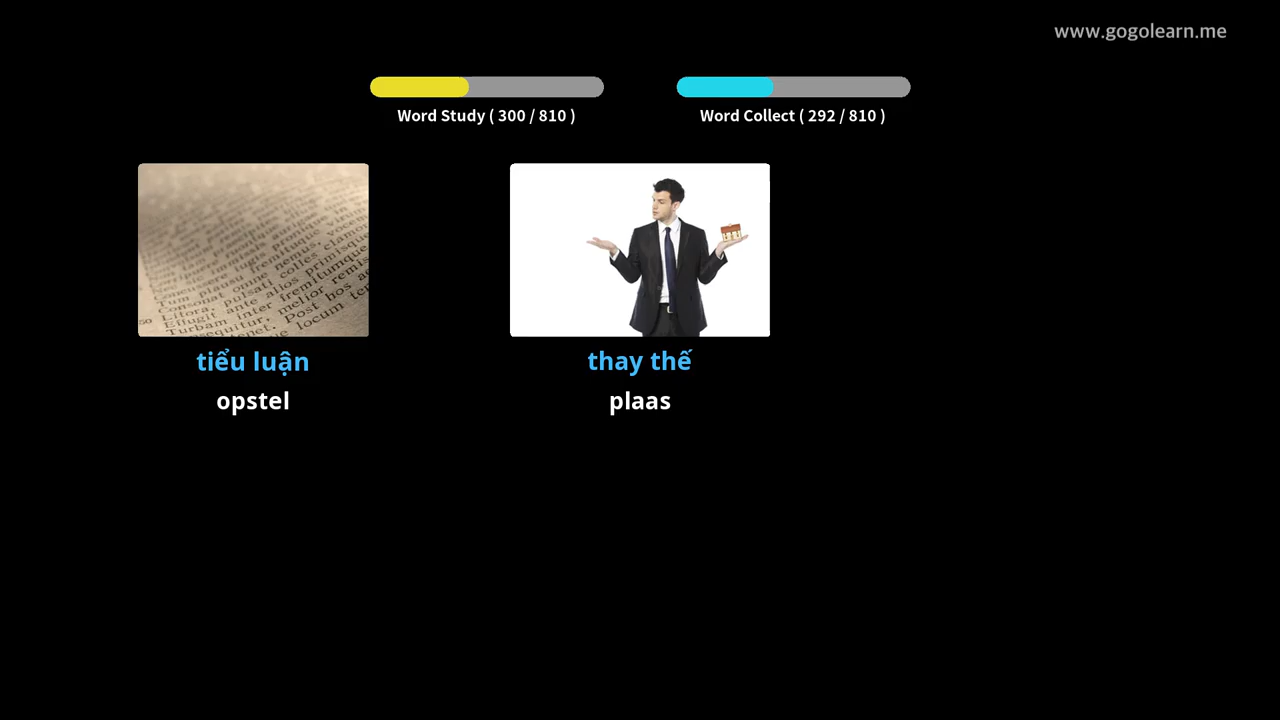 www.gogolearn.me
Word Study ( 300 / 810 )
Word Collect ( 292 / 810 )
tiểu luận
opstel
thay thế
plaas